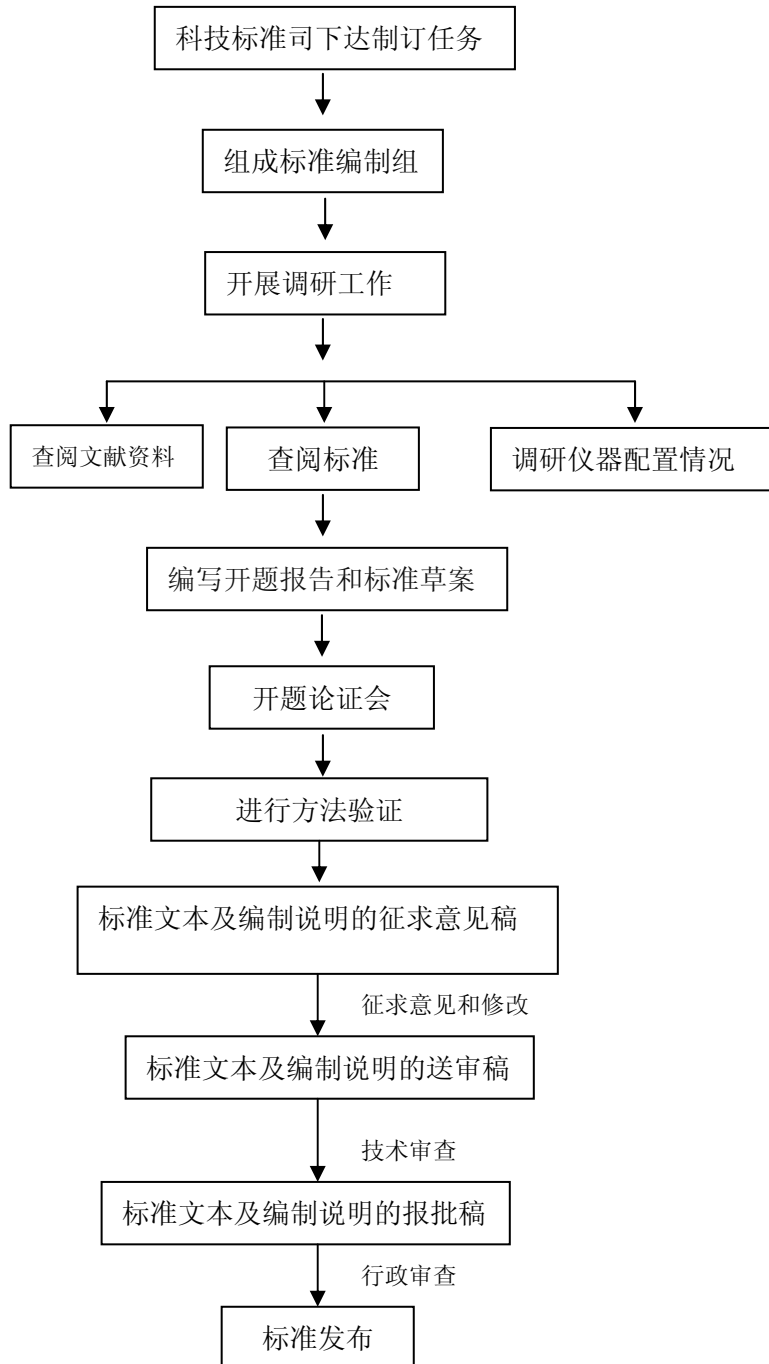 科技标准司下达制订任务
组成标准编制组
开展调研工作
查阅文献资料
查阅标准
调研仪器配置情况
编写开题报告和标准草案
开题论证会
进行方法验证
标准文本及编制说明的征求意见稿
征求意见和修改
标准文本及编制说明的送审稿
技术审查
标准文本及编制说明的报批稿
行政审查
标准发布